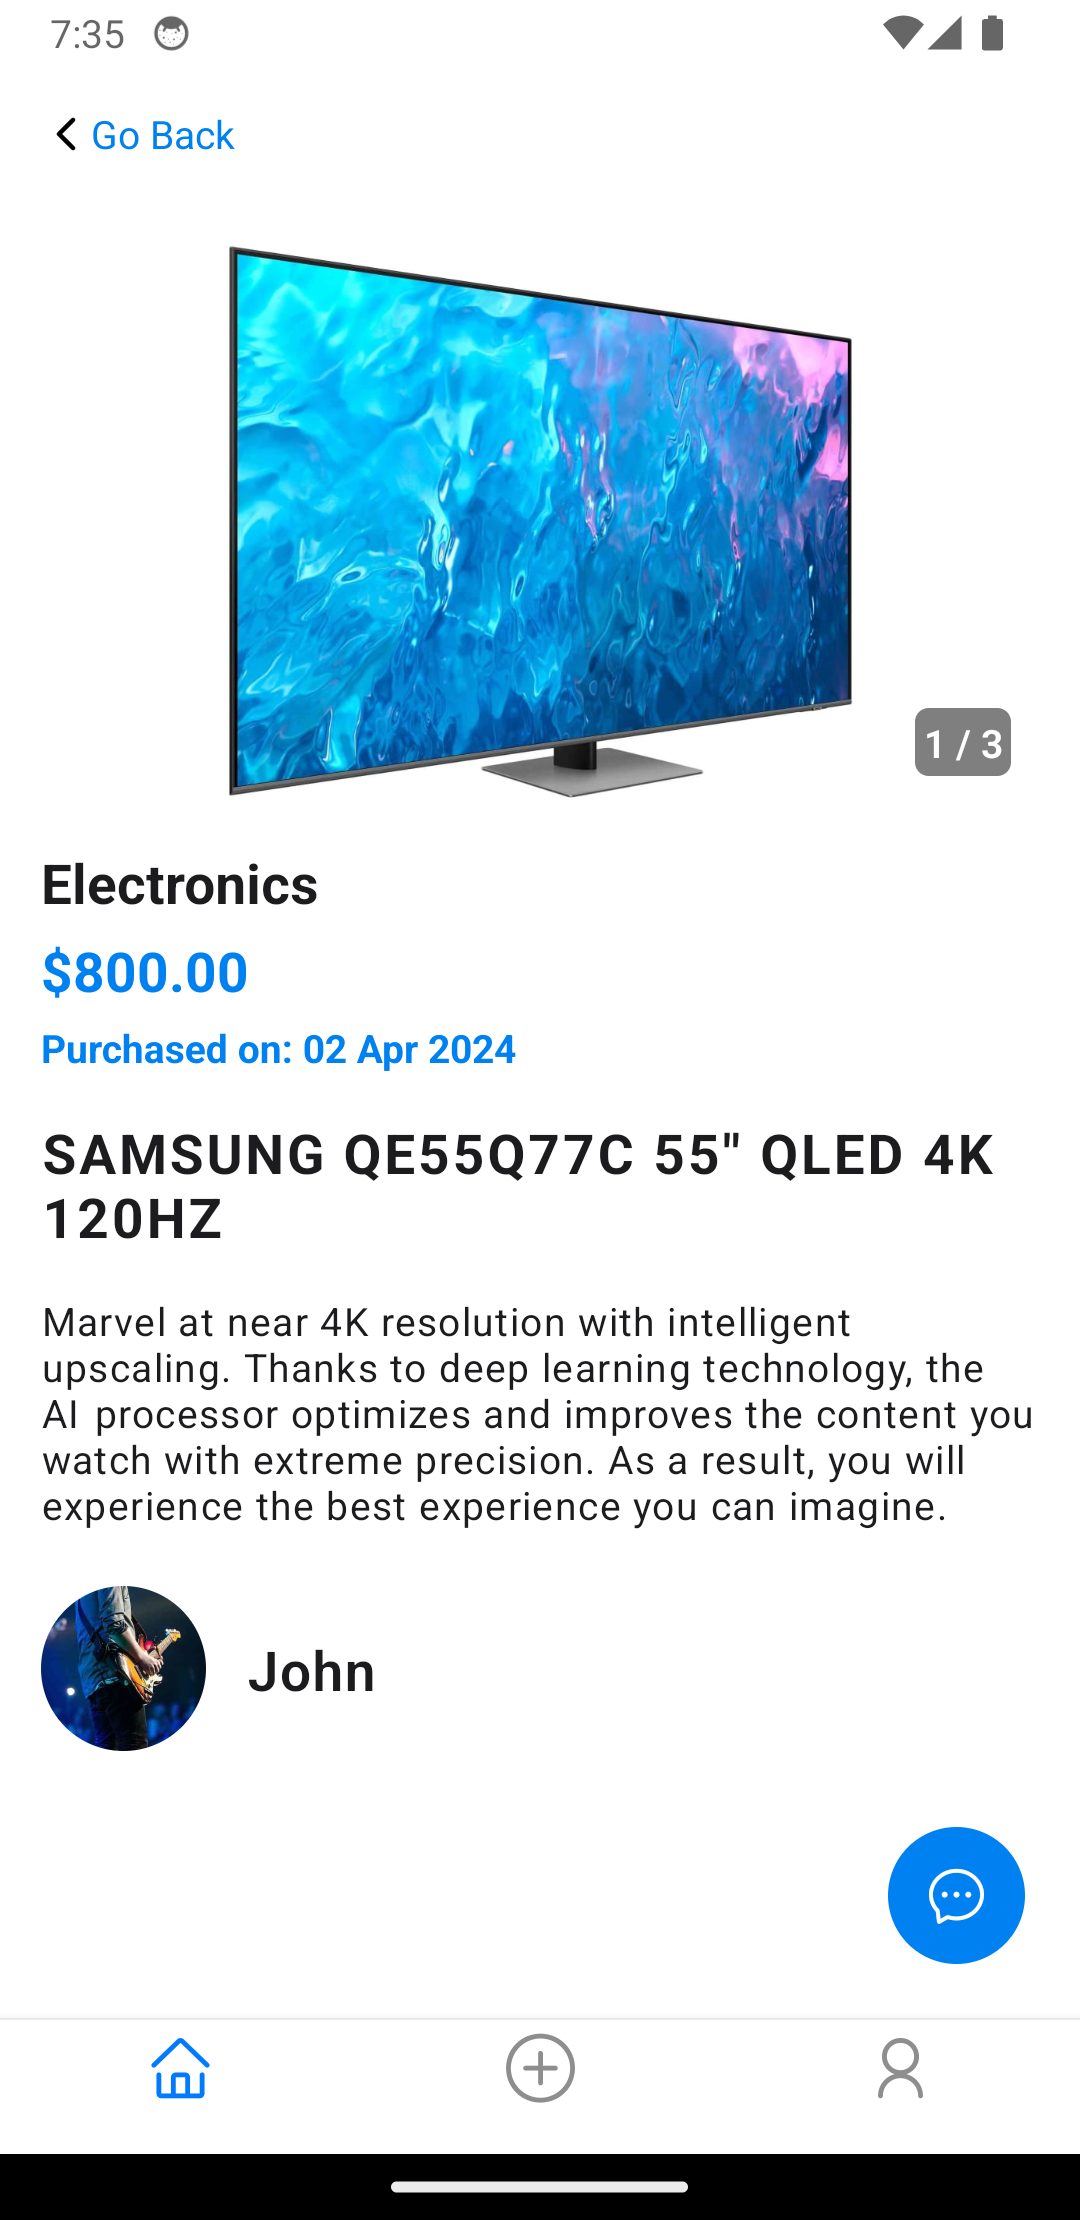 7:35
Go Back
1 / 3
Electronics
$800.00
Purchased on: 02 Apr 2024
SAMSUNG QE55Q77C 55" QLED 4K
120HZ
Marvel at near 4K resolution with intelligent
upscaling. Thanks to deep learning technology, the
AI processor optimizes and improves the content you
watch with extreme precision. As a result, you will
experience the best experience you can imagine.
John